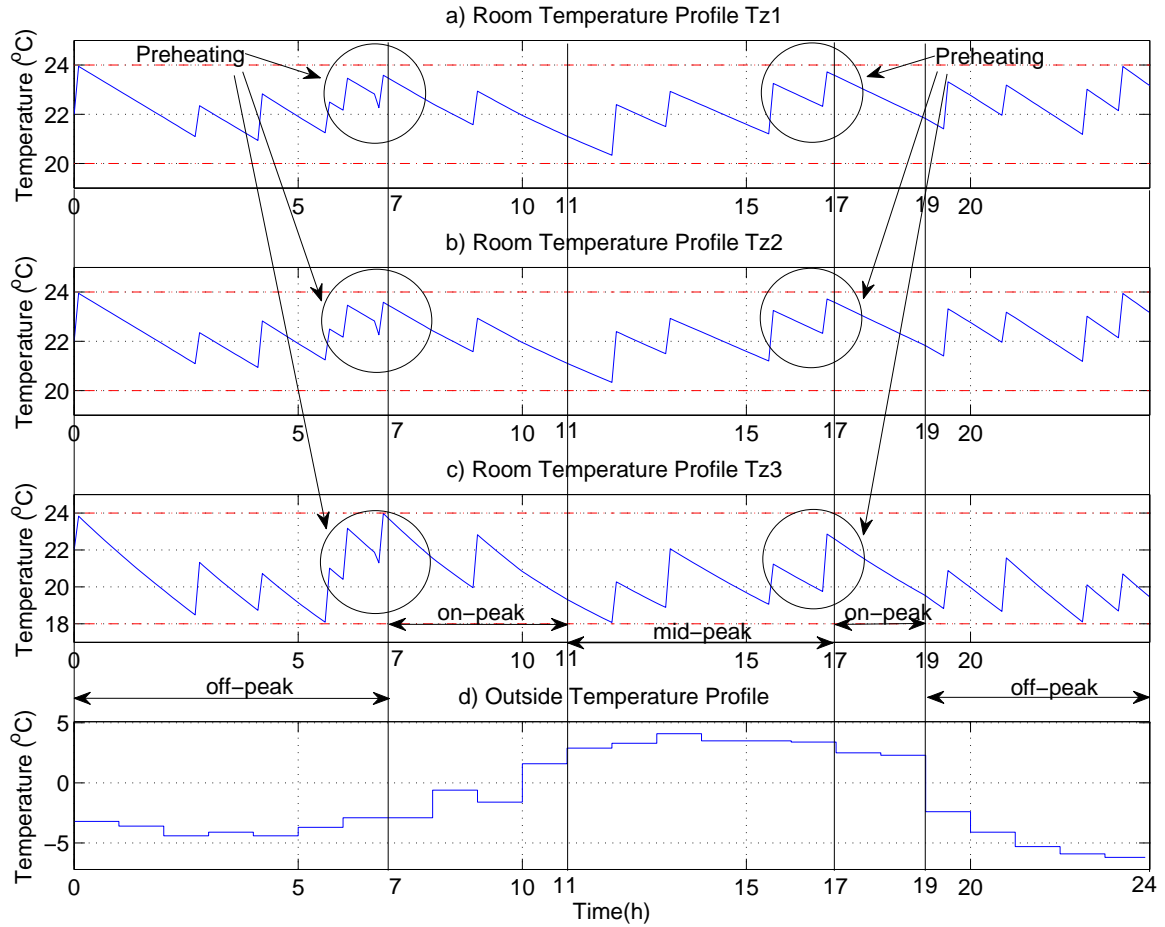 a) Room Temperature Profile Tz1
Temperature (°C)
24
22
20
Preheating
Preheating
0 5 7 10 11 15 17 19 20
b) Room Temperature Profile Tz2
Temperature (°C)
24
22
20
0 5 7 10 11 15 17 19 20
c) Room Temperature Profile Tz3
Temperature (°C)
24
22
20
18
on−peak
mid−peak
on−peak
0 5 7 10 11 15 17 19 20
off−peak
off−peak
d) Outside Temperature Profile
Temperature (°C)
5
0
−5
0 5 7 10 11 15 17 19 20 24
Time(h)